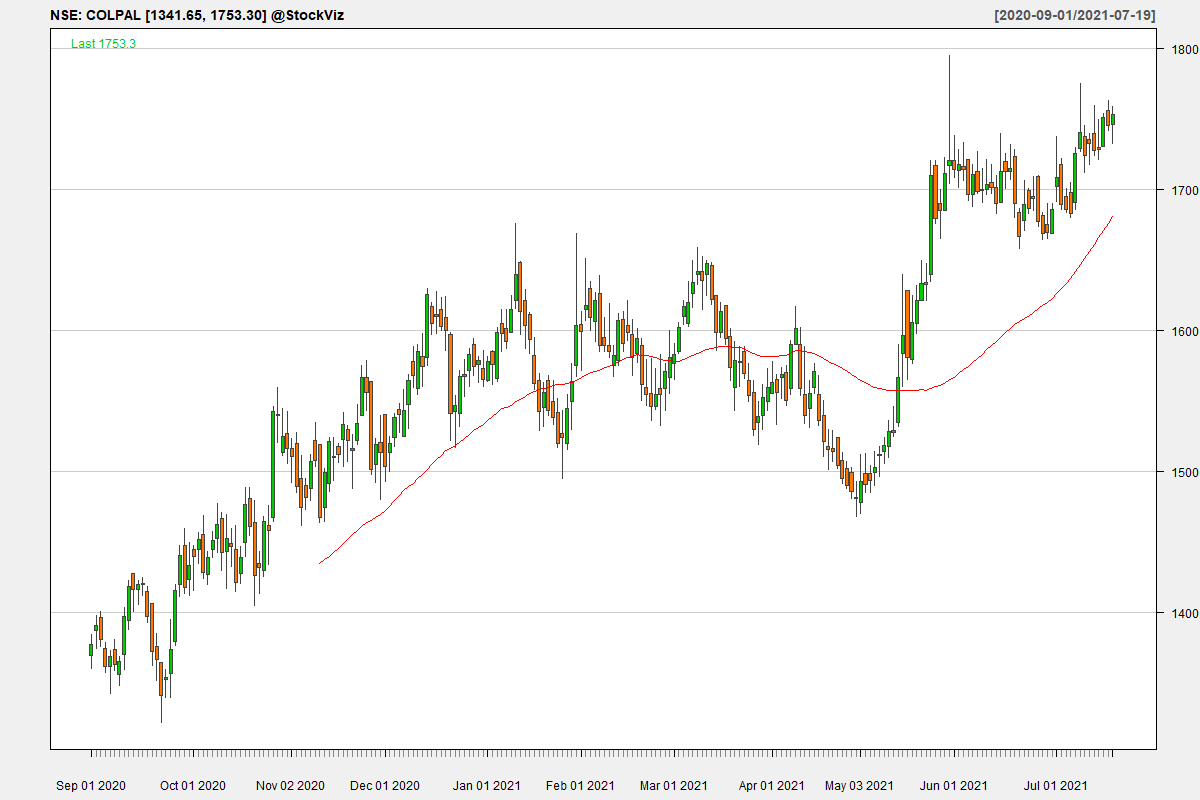 NSE: COLPAL [1341.65, 1753.30] @StockViz
[2020-09-01/2021-07-19]
Last 1753.3
1800
1700
1600
1500
1400
Sep 01 2020
Oct 01 2020
Nov 02 2020
Dec 01 2020
Jan 01 2021
Feb 01 2021
Mar 01 2021
Apr 01 2021
May 03 2021
Jun 01 2021
Jul 01 2021